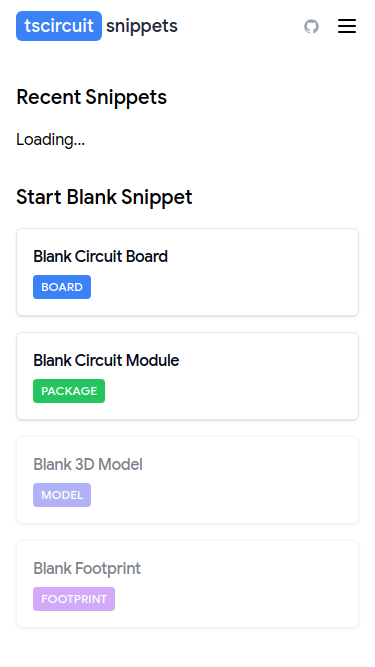 tscircuit snippets
Recent Snippets
Loading...
Start Blank Snippet
Blank Circuit Board
BOARD
Blank Circuit Module
PACKAGE
Blank 3D Model
MODEL
Blank Footprint
FOOTPRINT